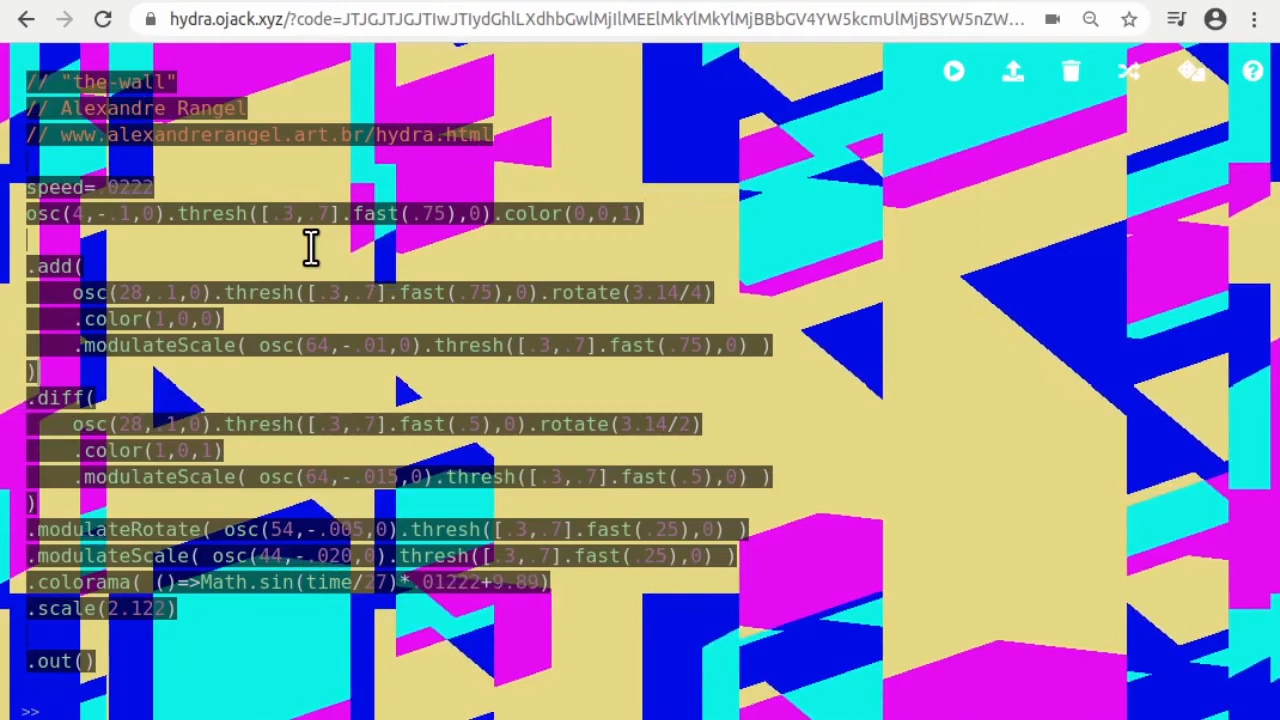 hydra.ojack.xyz/?code=JTJGJTJGJTIwJTIydGhlLXdhbGwlMjIlMEElMkYlMkYlMjBBbGV4YW5kcmUlMjBSYW5nZW...
// "the-wall"
// Alexandre Rangel
// www.alexandrerangel.art.br/hydra.html
speed=.0222
osc(4,-.1,0).thresh([.3,.7].fast(.75),0).color(0,0,1)
.add(
osc(28,.1,0).thresh([.3,.7].fast(.75),0).rotate(3.14/4)
.color(1,0,0)
.modulateScale( osc(64,-.01,0).thresh([.3,.7].fast(.75),0) )
)
.diff(
osc(28,.1,0).thresh([.3,.7].fast(.5),0).rotate(3.14/2)
.color(1,0,1)
.modulateScale( osc(64,-.015,0).thresh([.3,.7].fast(.5),0) )
)
.modulateRotate( osc(54,-.005,0).thresh([.3,.7].fast(.25),0) )
.modulateScale( osc(44,-.020,0).thresh([.3,.7].fast(.25),0) )
.colorama( ()=>Math.sin(time/27)*.01222+9.89)
.scale(2.122)
.out()
>>